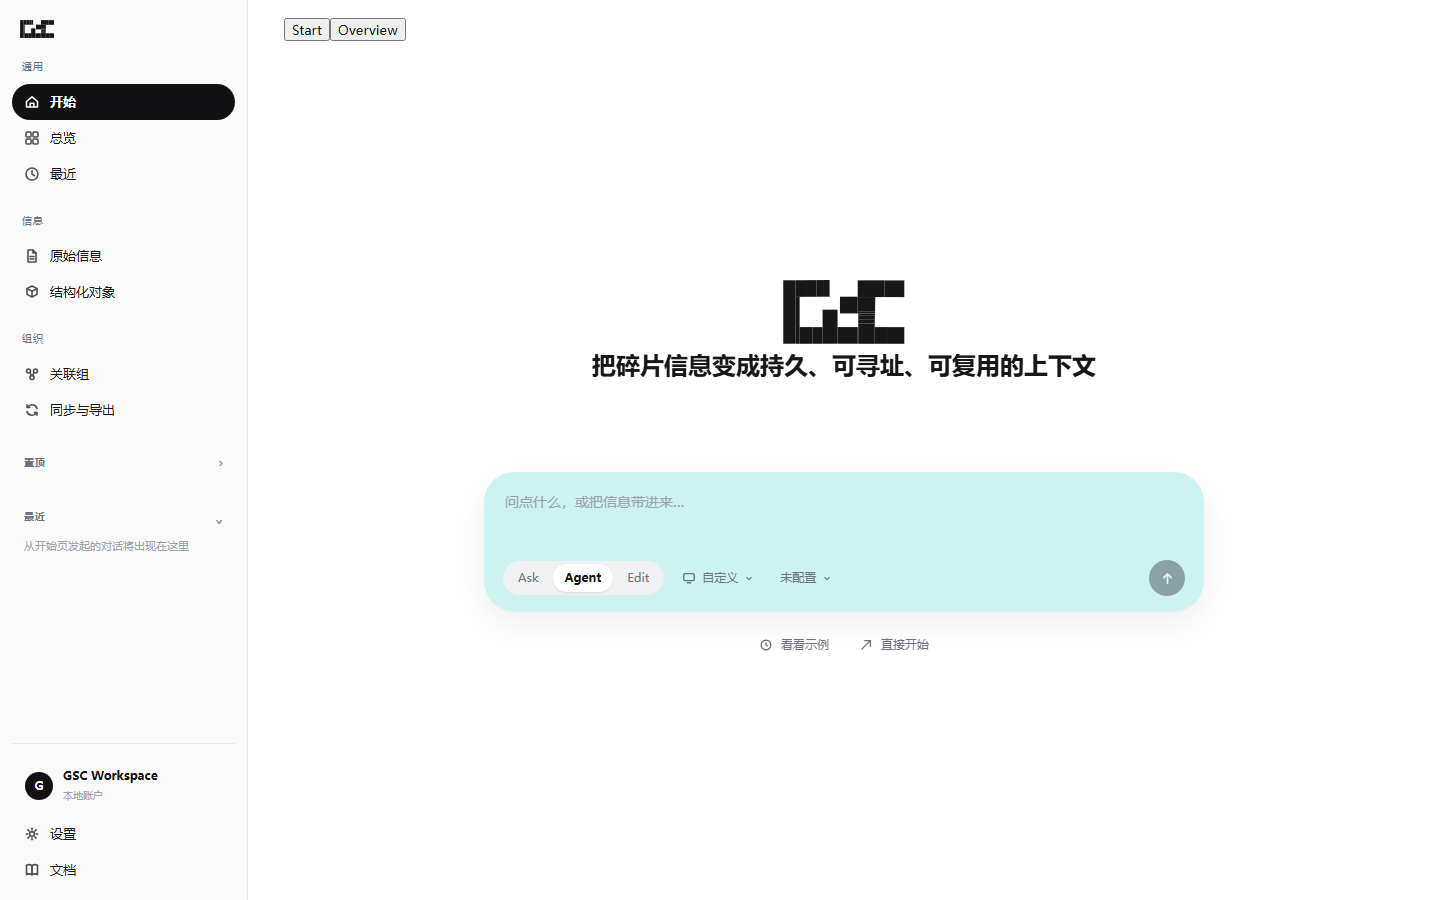 GSC
通用
开始
总览
最近
信息
原始信息
结构化对象
组织
关联组
同步与导出
置顶
最近
从开始页发起的对话将出现在这里
G
GSC Workspace
本地账户
设置
文档
Start Overview
GSC
把碎片信息变成持久、可寻址、可复用的上下文
问点什么，或把信息带进来...
Ask Agent Edit 自定义 未配置
看看示例 直接开始